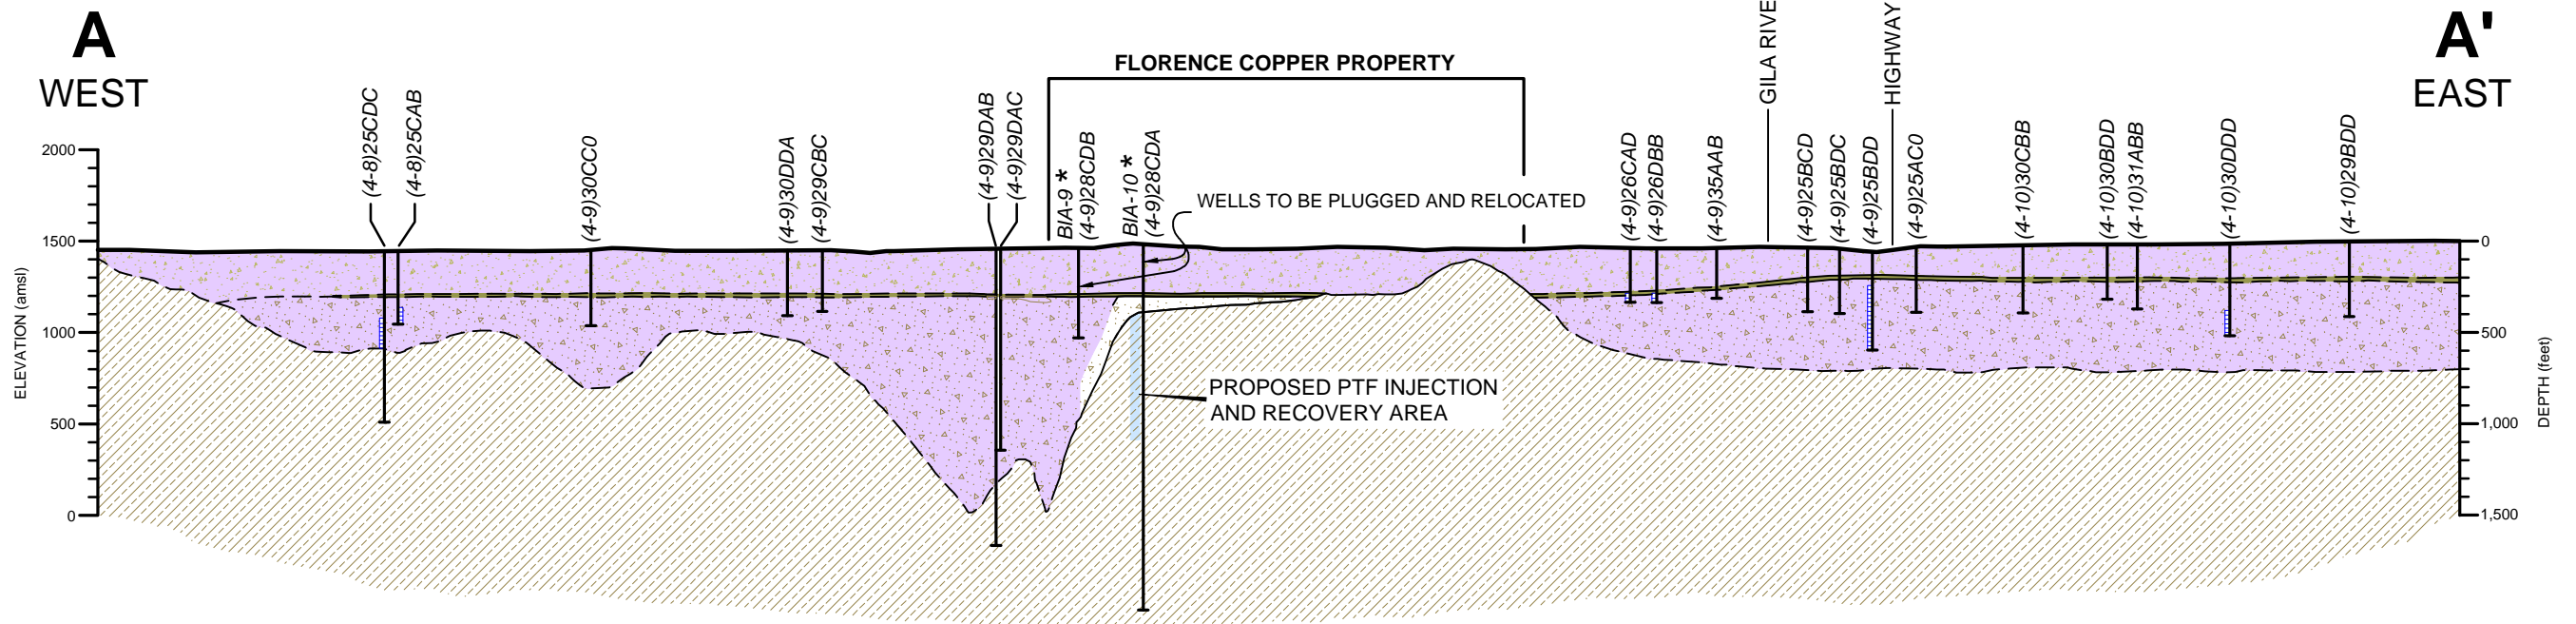 A
WEST
A'
EAST
FLORENCE COPPER PROPERTY
GILA RIVE
HIGHWAY
(4-8)25CDC
(4-8)25CAB
(4-9)30CC0
(4-9)30DDA
(4-9)29CBC
(4-9)29DAB
(4-9)29DAC
BIA-9 *
(4-9)28CDB
BIA-10 *
(4-9)28CDA
WELLS TO BE PLUGGED AND RELOCATED
(4-9)26CAD
(4-9)26DBB
(4-9)35AAB
(4-9)25BCD
(4-9)25BDC
(4-9)25BDD
(4-9)25AC0
(4-10)30CBB
(4-10)30BDD
(4-10)31ABB
(4-10)30DDD
(4-10)29BDD
ELEVATION (amsl)
2000
1500
1000
500
0
PROPOSED PTF INJECTION
AND RECOVERY AREA
0
500
1,000
1,500
DEPTH (feet)